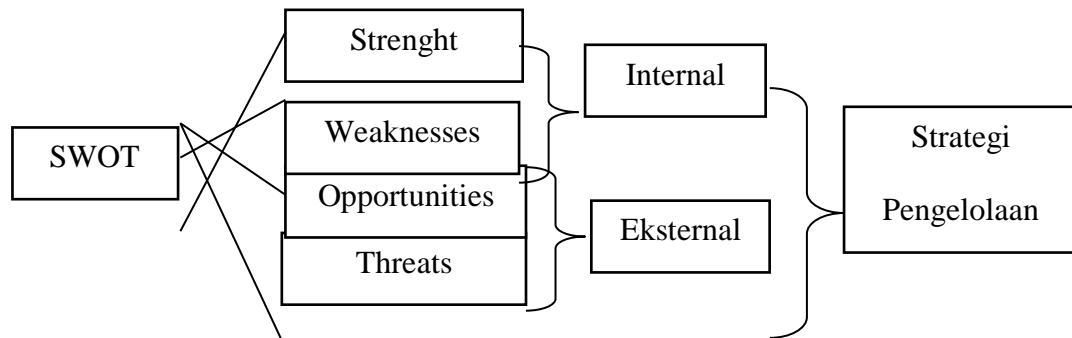 SWOT
Strenght
Weaknesses
Opportunities
Threats
Internal
Eksternal
Strategi
Pengelolaan